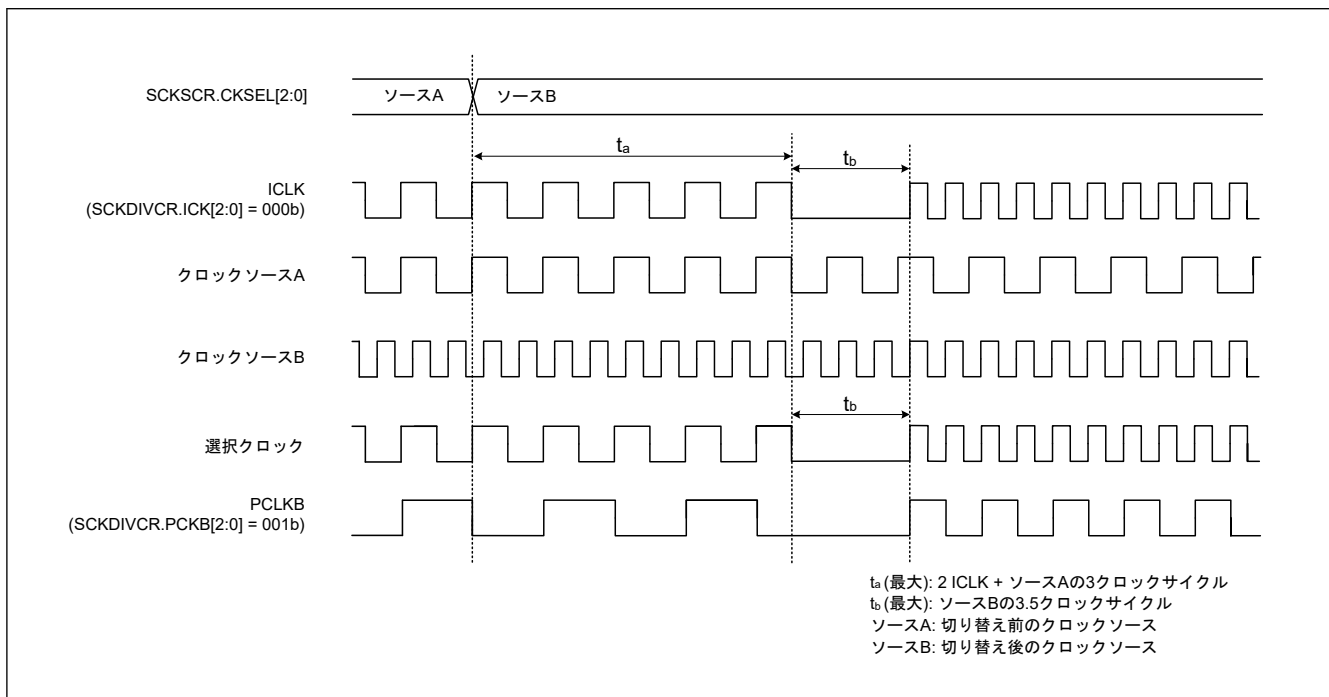 SCKSCR.CKSEL[2:0]
ソースA
ソースB
ta
tb
ICLK
(SCKDIVCR.ICK[2:0] = 000b)
クロックソースA
クロックソースB
tb
選択クロック
PCLKB
(SCKDIVCR.PCKB[2:0] = 001b)
ta (最大): 2 ICLK + ソースAの3クロックサイクル
tb (最大): ソースBの3.5クロックサイクル
ソースA: 切り替え前のクロックソース
ソースB: 切り替え後のクロックソース